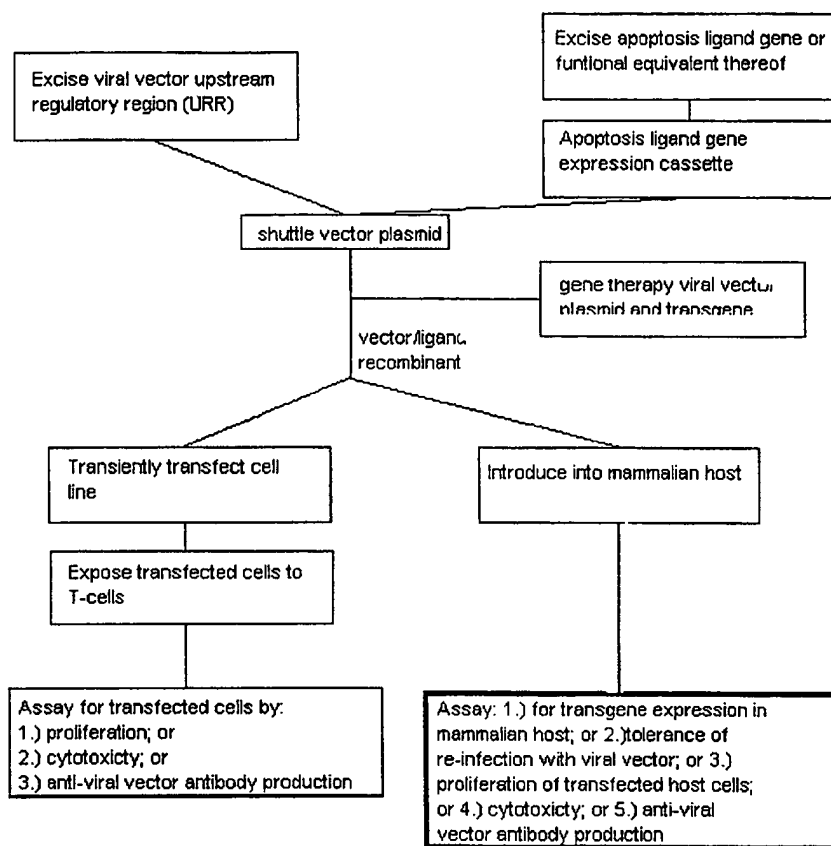 Excise apoptosis ligand gene or
funtional equivalent thereof
Excise viral vector upstream
regulatory region (URR)
Apoptosis ligand gene
expression cassette
shuttle vector plasmid
gene therapy viral vector
plasmid and transgene
vector/ligand
recombinant
Transiently transfect cell
line
Introduce into mammalian host
Expose transfected cells to
T-cells
Assay for transfected cells by:
1.) proliferation; or
2.) cytotoxicty; or
3.) anti-viral vector antibody production
Assay: 1.) for transgene expression in
mammalian host; or 2.)tolerance of
re-infection with viral vector; or 3.)
proliferation of transfected host cells;
or 4.) cytotoxicty; or 5.) anti-viral
vector antibody production